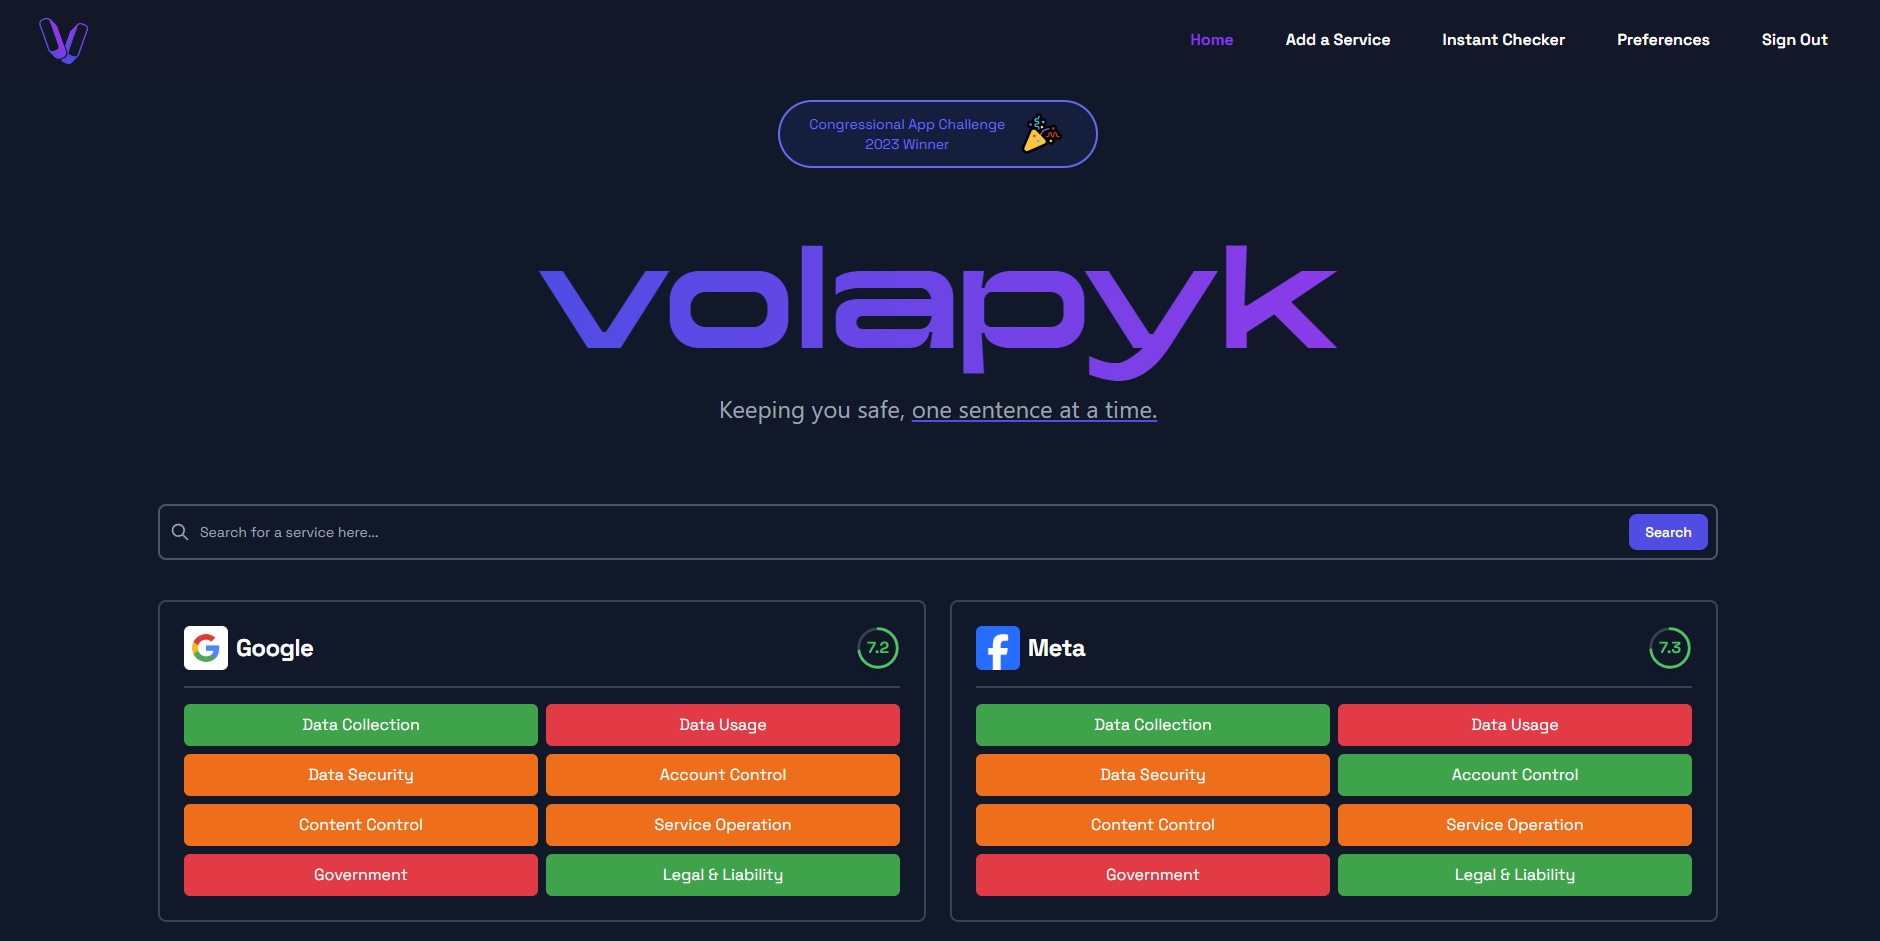 Home Add a Service Instant Checker Preferences Sign Out
Congressional App Challenge
2023 Winner
volapyk
Keeping you safe, one sentence at a time.
Search for a service here... Search
Google 7.2
Data Collection Data Usage
Data Security Account Control
Content Control Service Operation
Government Legal & Liability
Meta 7.3
Data Collection Data Usage
Data Security Account Control
Content Control Service Operation
Government Legal & Liability